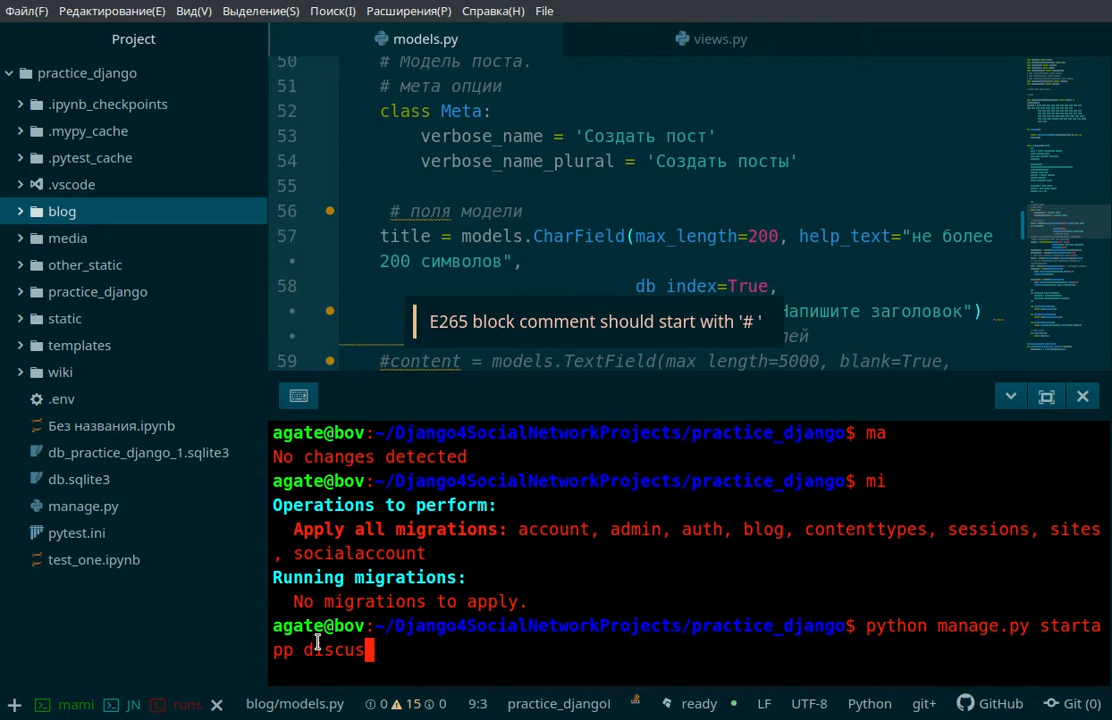 Файл(F) Редактирование(E) Вид(V) Выделение(S) Поиск(I) Расширения(P) Справка(H) File
Project
models.py
views.py
practice_django
.ipynb_checkpoints
.mypy_cache
.pytest_cache
.vscode
blog
media
other_static
practice_django
static
templates
wiki
.env
Без названия.ipynb
db_practice_django_1.sqlite3
db.sqlite3
manage.py
pytest.ini
test_one.ipynb
50 # Модель поста.
51 # мета опции
52 class Meta:
53 verbose_name = 'Создать пост'
54 verbose_name_plural = 'Создать посты'
55
56 # поля модели
57 title = models.CharField(max_length=200, help_text="не более
200 символов",
58 db_index=True,
Напишите заголовок")
E265 block comment should start with '# '
лей
59 #content = models.TextField(max_length=5000, blank=True,
agate@bov:~/Django4SocialNetworkProjects/practice_django$ ma
No changes detected
agate@bov:~/Django4SocialNetworkProjects/practice_django$ mi
Operations to perform:
Apply all migrations: account, admin, auth, blog, contenttypes, sessions, sites
, socialaccount
Running migrations:
No migrations to apply.
agate@bov:~/Django4SocialNetworkProjects/practice_django$ python manage.py starta
pp discus
mami JN runs blog/models.py 0 15 0 9:3 practice_djangoI ready LF UTF-8 Python git+ GitHub Git (0)